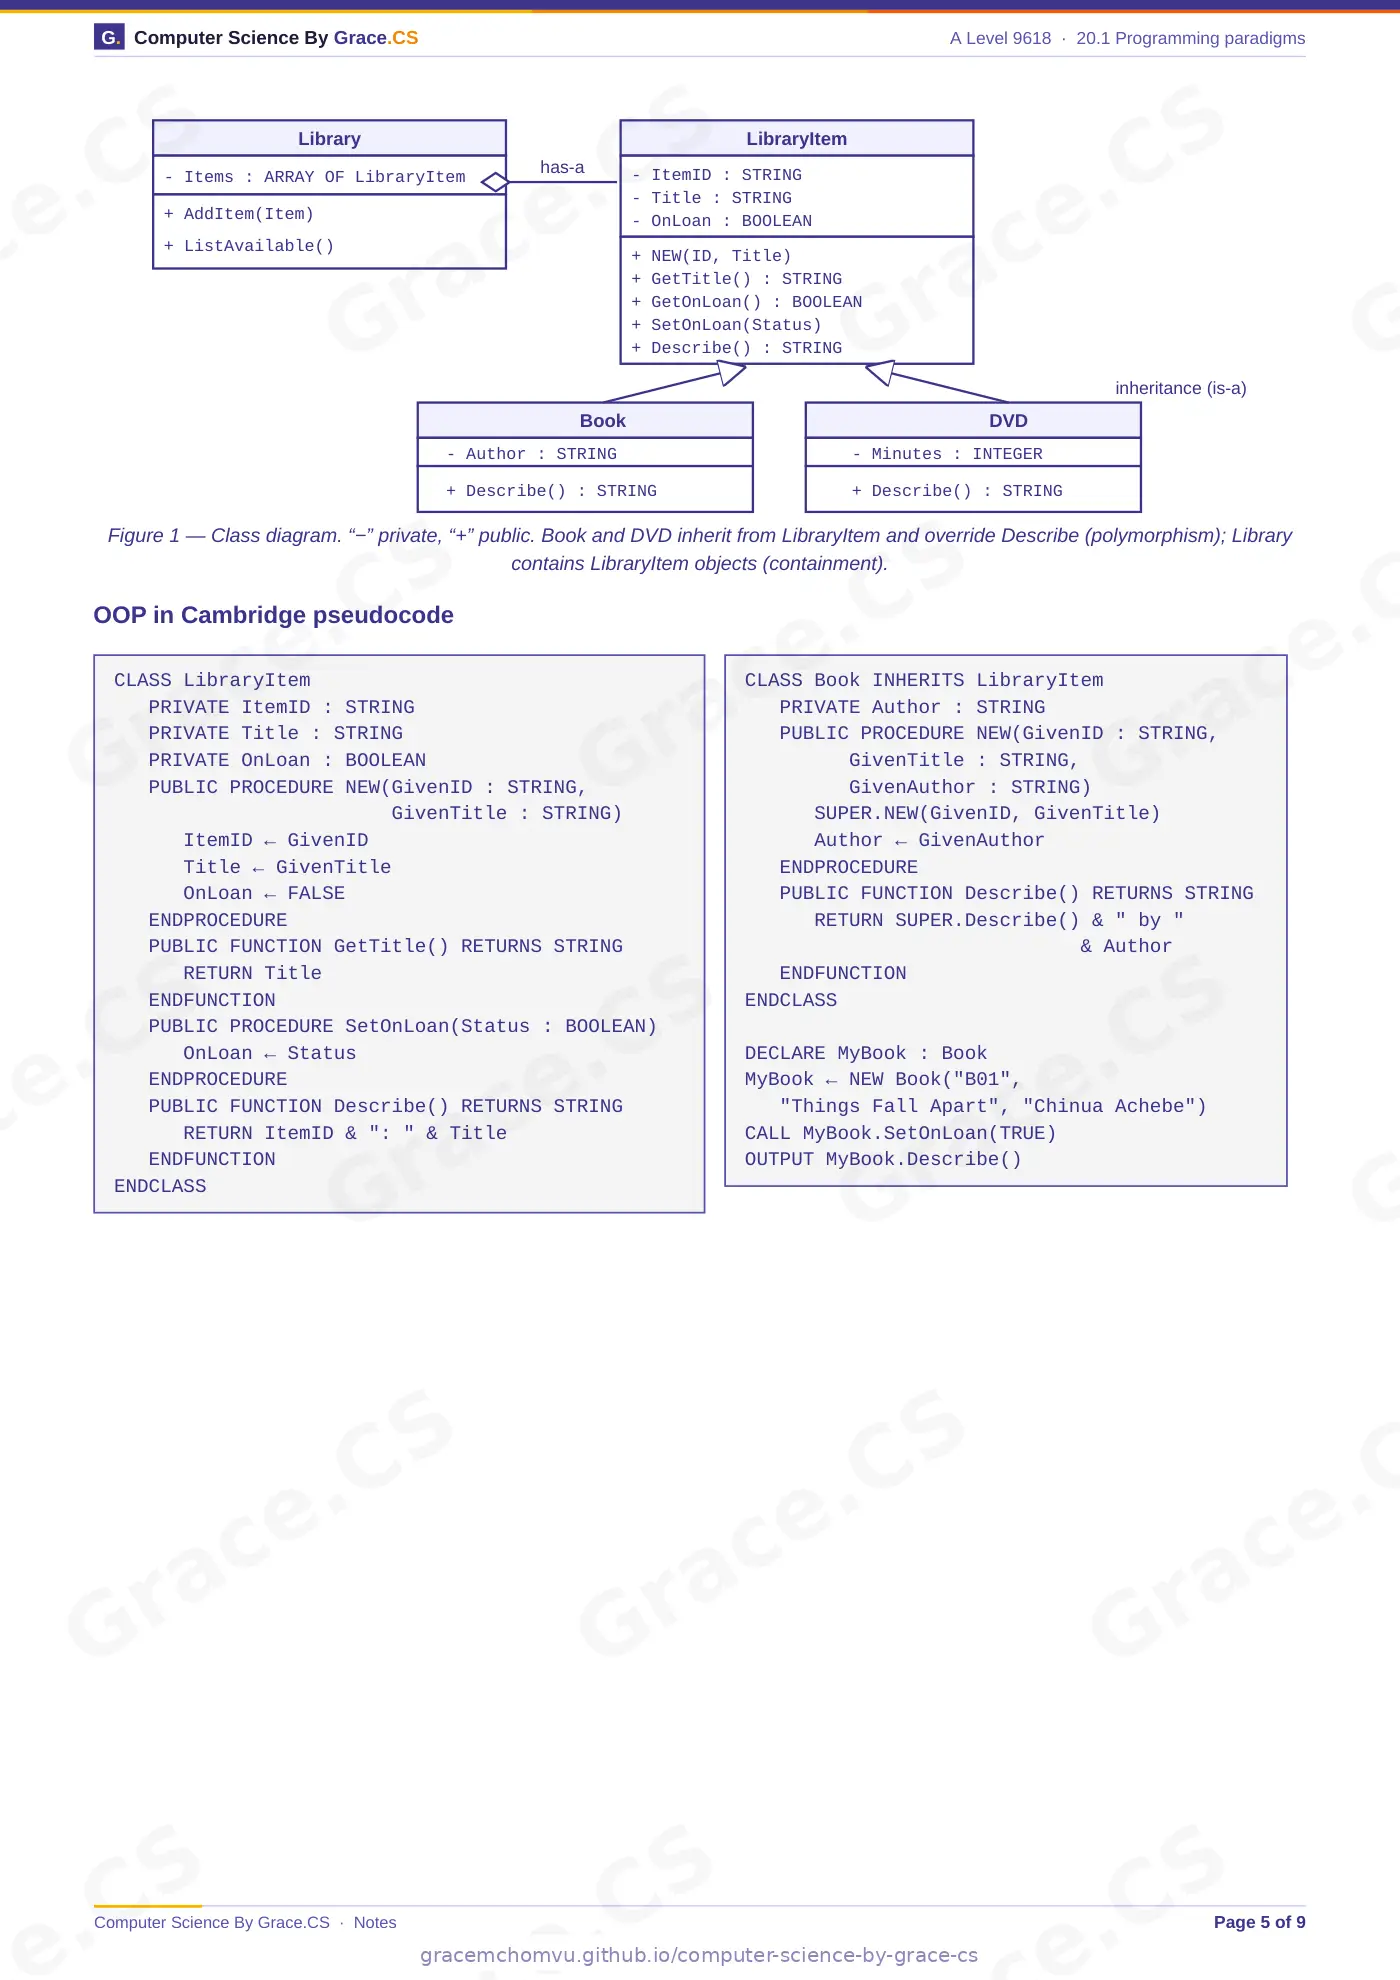 G. Computer Science By Grace.CS
A Level 9618 · 20.1 Programming paradigms
Library
- Items : ARRAY OF LibraryItem
+ AddItem(Item)
+ ListAvailable()
has-a
LibraryItem
- ItemID : STRING
- Title : STRING
- OnLoan : BOOLEAN
+ NEW(ID, Title)
+ GetTitle() : STRING
+ GetOnLoan() : BOOLEAN
+ SetOnLoan(Status)
+ Describe() : STRING
inheritance (is-a)
Book
- Author : STRING
+ Describe() : STRING
DVD
- Minutes : INTEGER
+ Describe() : STRING
Figure 1 — Class diagram. “−” private, “+” public. Book and DVD inherit from LibraryItem and override Describe (polymorphism); Library
contains LibraryItem objects (containment).
OOP in Cambridge pseudocode
CLASS LibraryItem
   PRIVATE ItemID : STRING
   PRIVATE Title : STRING
   PRIVATE OnLoan : BOOLEAN
   PUBLIC PROCEDURE NEW(GivenID : STRING,
                        GivenTitle : STRING)
      ItemID ← GivenID
      Title ← GivenTitle
      OnLoan ← FALSE
   ENDPROCEDURE
   PUBLIC FUNCTION GetTitle() RETURNS STRING
      RETURN Title
   ENDFUNCTION
   PUBLIC PROCEDURE SetOnLoan(Status : BOOLEAN)
      OnLoan ← Status
   ENDPROCEDURE
   PUBLIC FUNCTION Describe() RETURNS STRING
      RETURN ItemID & ": " & Title
   ENDFUNCTION
ENDCLASS
CLASS Book INHERITS LibraryItem
   PRIVATE Author : STRING
   PUBLIC PROCEDURE NEW(GivenID : STRING,
         GivenTitle : STRING,
         GivenAuthor : STRING)
      SUPER.NEW(GivenID, GivenTitle)
      Author ← GivenAuthor
   ENDPROCEDURE
   PUBLIC FUNCTION Describe() RETURNS STRING
      RETURN SUPER.Describe() & " by "
                             & Author
   ENDFUNCTION
ENDCLASS

DECLARE MyBook : Book
MyBook ← NEW Book("B01",
   "Things Fall Apart", "Chinua Achebe")
CALL MyBook.SetOnLoan(TRUE)
OUTPUT MyBook.Describe()
Computer Science By Grace.CS · Notes
Page 5 of 9
gracemchomvu.github.io/computer-science-by-grace-cs